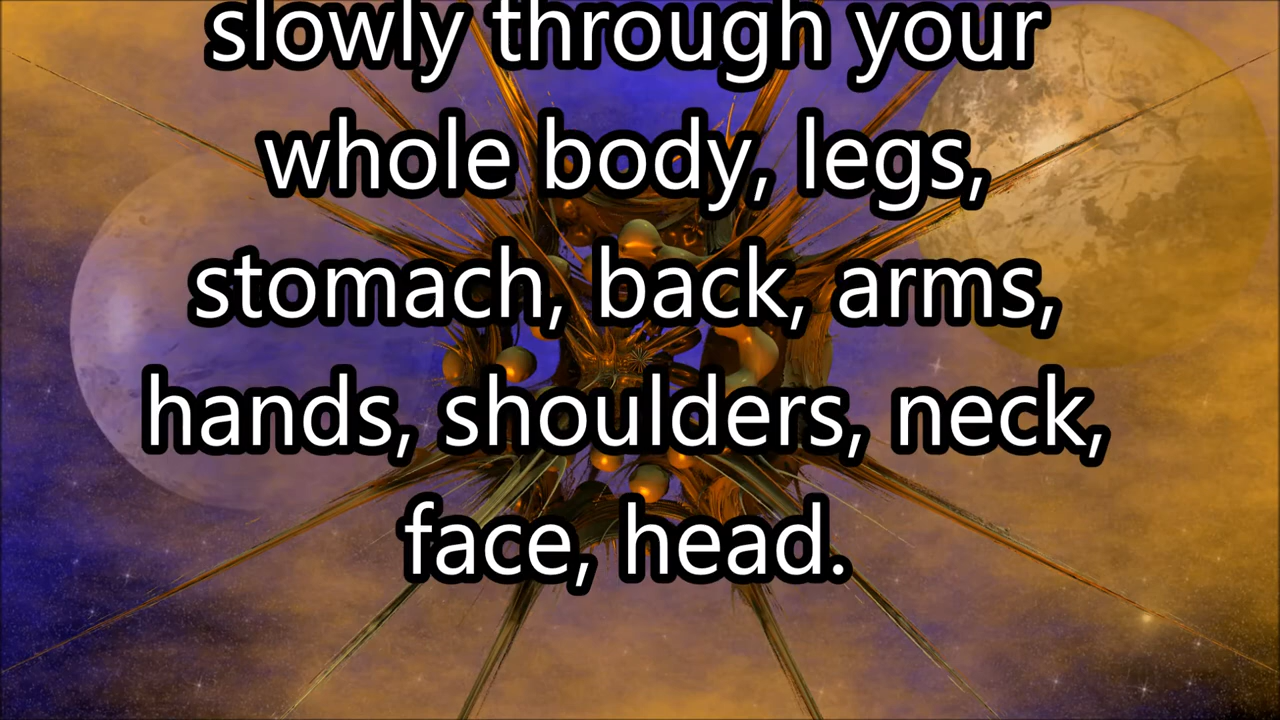 slowly through your
whole body, legs,
stomach, back, arms,
hands, shoulders, neck,
face, head.